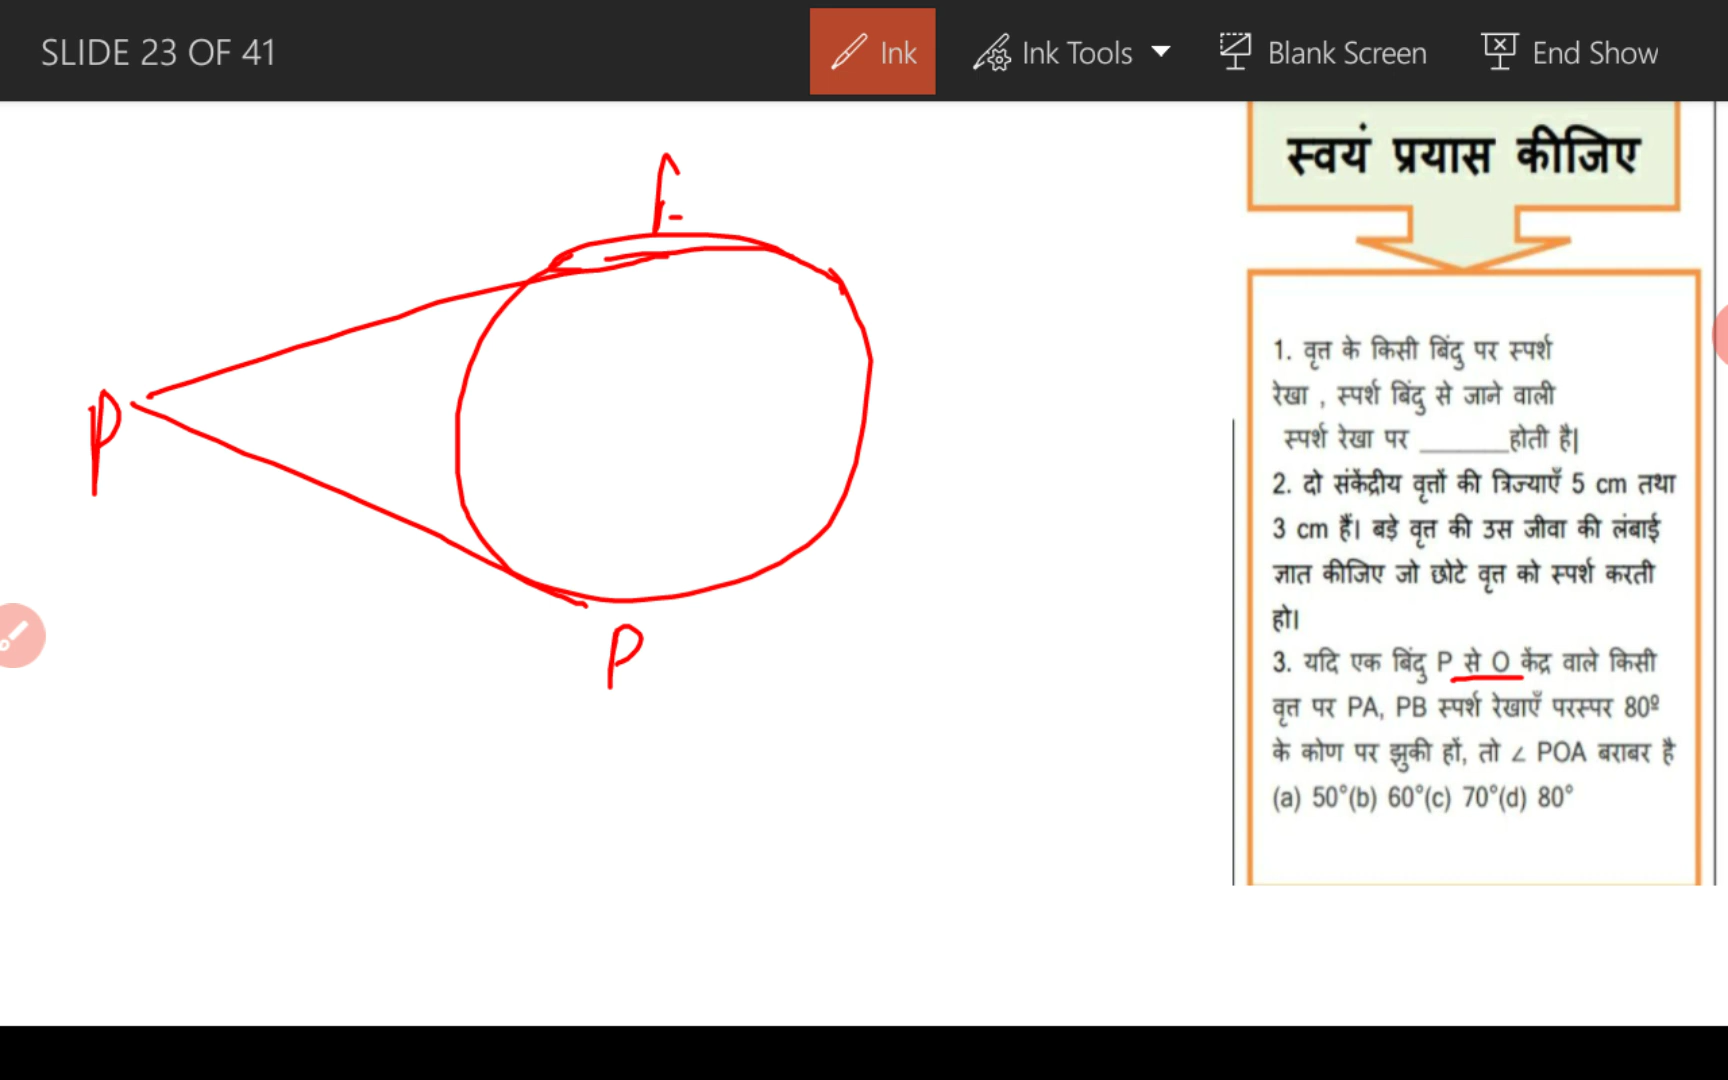 SLIDE 23 OF 41
Ink
Ink Tools
Blank Screen
End Show
P
P
स्वयं प्रयास कीजिए
1. वृत्त के किसी बिंदु पर स्पर्श
रेखा , स्पर्श बिंदु से जाने वाली
स्पर्श रेखा पर _______होती है|
2. दो संकेंद्रीय वृत्तों की त्रिज्याएँ 5 cm तथा
3 cm हैं। बड़े वृत्त की उस जीवा की लंबाई
ज्ञात कीजिए जो छोटे वृत्त को स्पर्श करती
हो।
3. यदि एक बिंदु P से O केंद्र वाले किसी
वृत्त पर PA, PB स्पर्श रेखाएँ परस्पर 80º
के कोण पर झुकी हों, तो ∠ POA बराबर है
(a) 50°(b) 60°(c) 70°(d) 80°